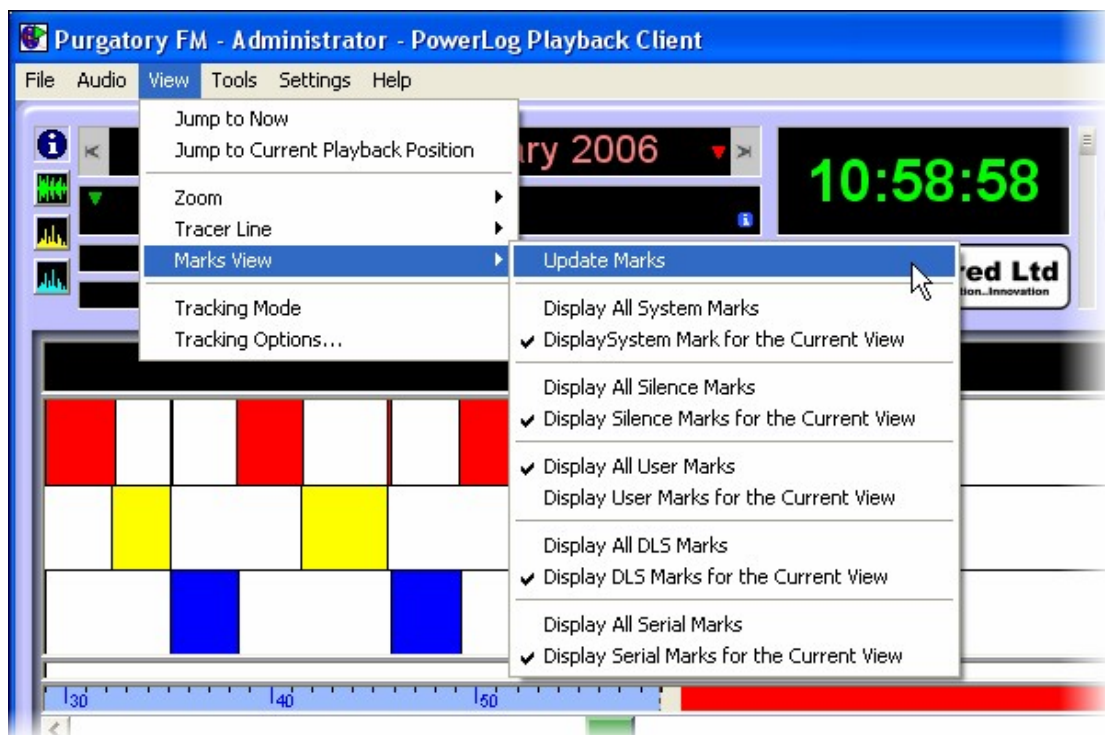 Purgatory FM - Administrator - PowerLog Playback Client
File Audio View Tools Settings Help
Jump to Now
Jump to Current Playback Position
2006
10:58:58
Zoom
Tracer Line
Marks View
Update Marks
Ltd
Innovation
Tracking Mode
Tracking Options...
Display All System Marks
DisplaySystem Mark for the Current View
Display All Silence Marks
Display Silence Marks for the Current View
Display All User Marks
Display User Marks for the Current View
Display All DLS Marks
Display DLS Marks for the Current View
Display All Serial Marks
Display Serial Marks for the Current View
30 40 50